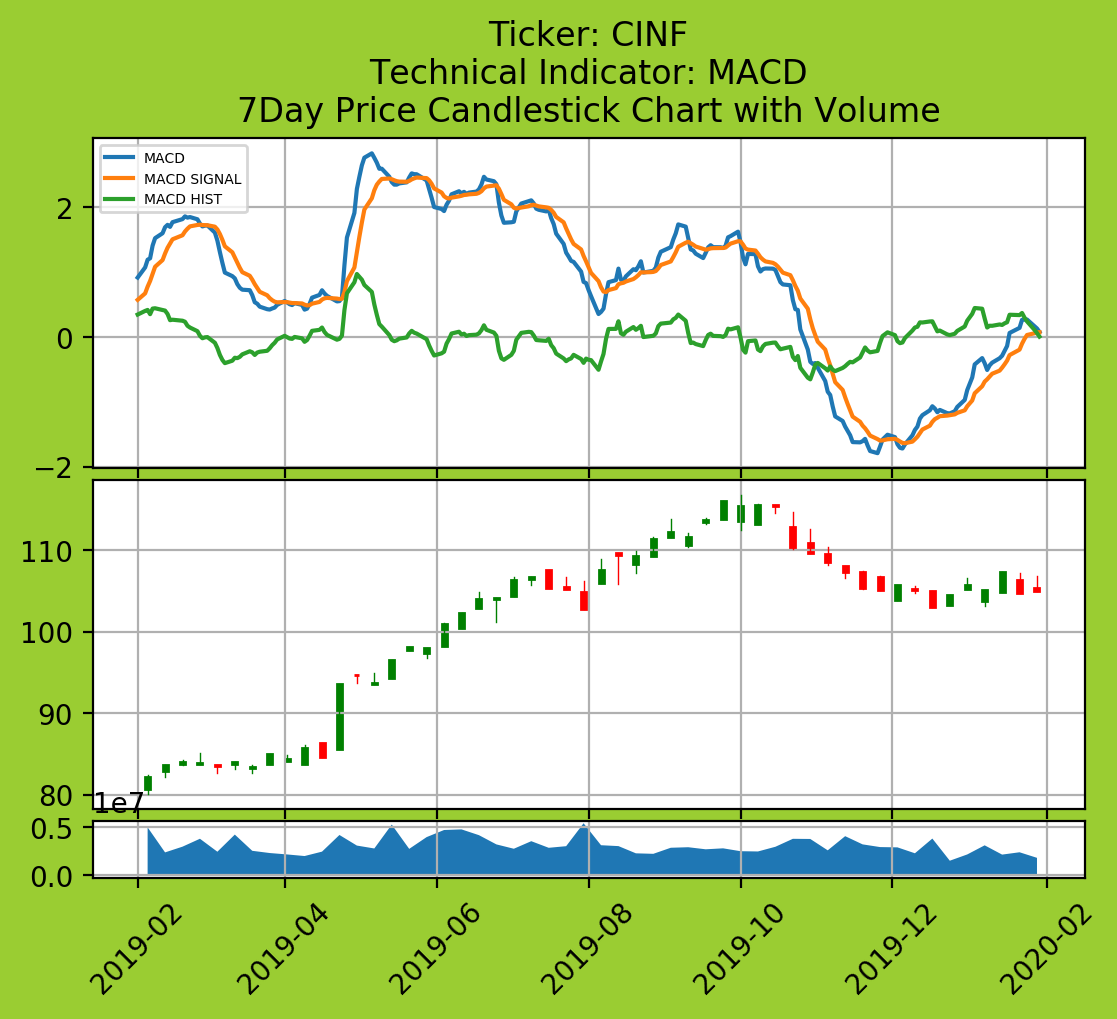 Ticker: CINF
Technical Indicator: MACD
7Day Price Candlestick Chart with Volume
MACD
MACD SIGNAL
MACD HIST
2
0
−2
110
100
90
80
1e7
0.5
0.0
2019-02
2019-04
2019-06
2019-08
2019-10
2019-12
2020-02